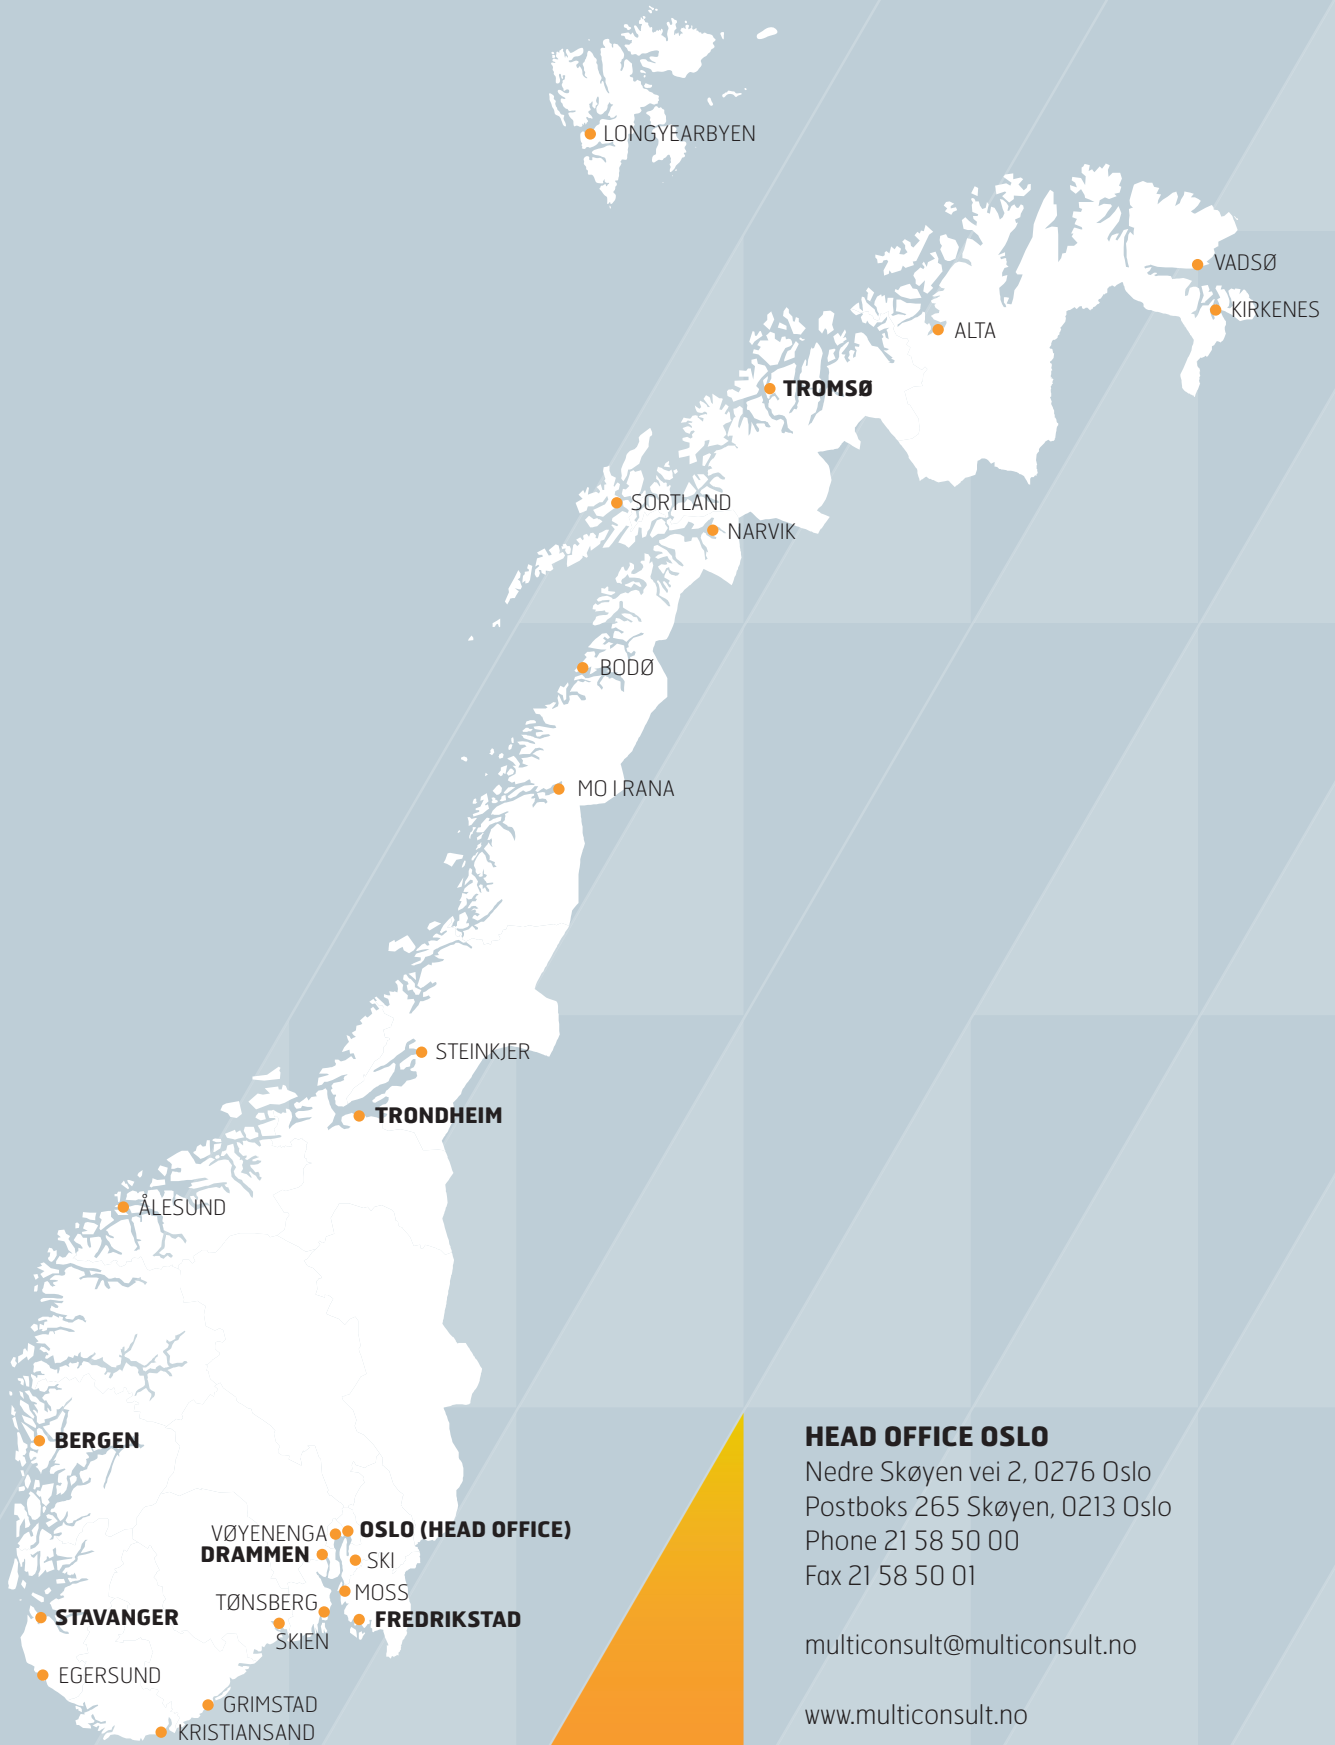 LONGYEARBYEN
VADSØ
KIRKENES
ALTA
TROMSØ
SORTLAND
NARVIK
BODØ
MO I RANA
STEINKJER
TRONDHEIM
ÅLESUND
BERGEN
VØYENENGA
OSLO (HEAD OFFICE)
DRAMMEN
SKI
MOSS
TØNSBERG
STAVANGER
FREDRIKSTAD
SKIEN
EGERSUND
GRIMSTAD
KRISTIANSAND
HEAD OFFICE OSLO
Nedre Skøyen vei 2, 0276 Oslo
Postboks 265 Skøyen, 0213 Oslo
Phone 21 58 50 00
Fax 21 58 50 01
multiconsult@multiconsult.no
www.multiconsult.no